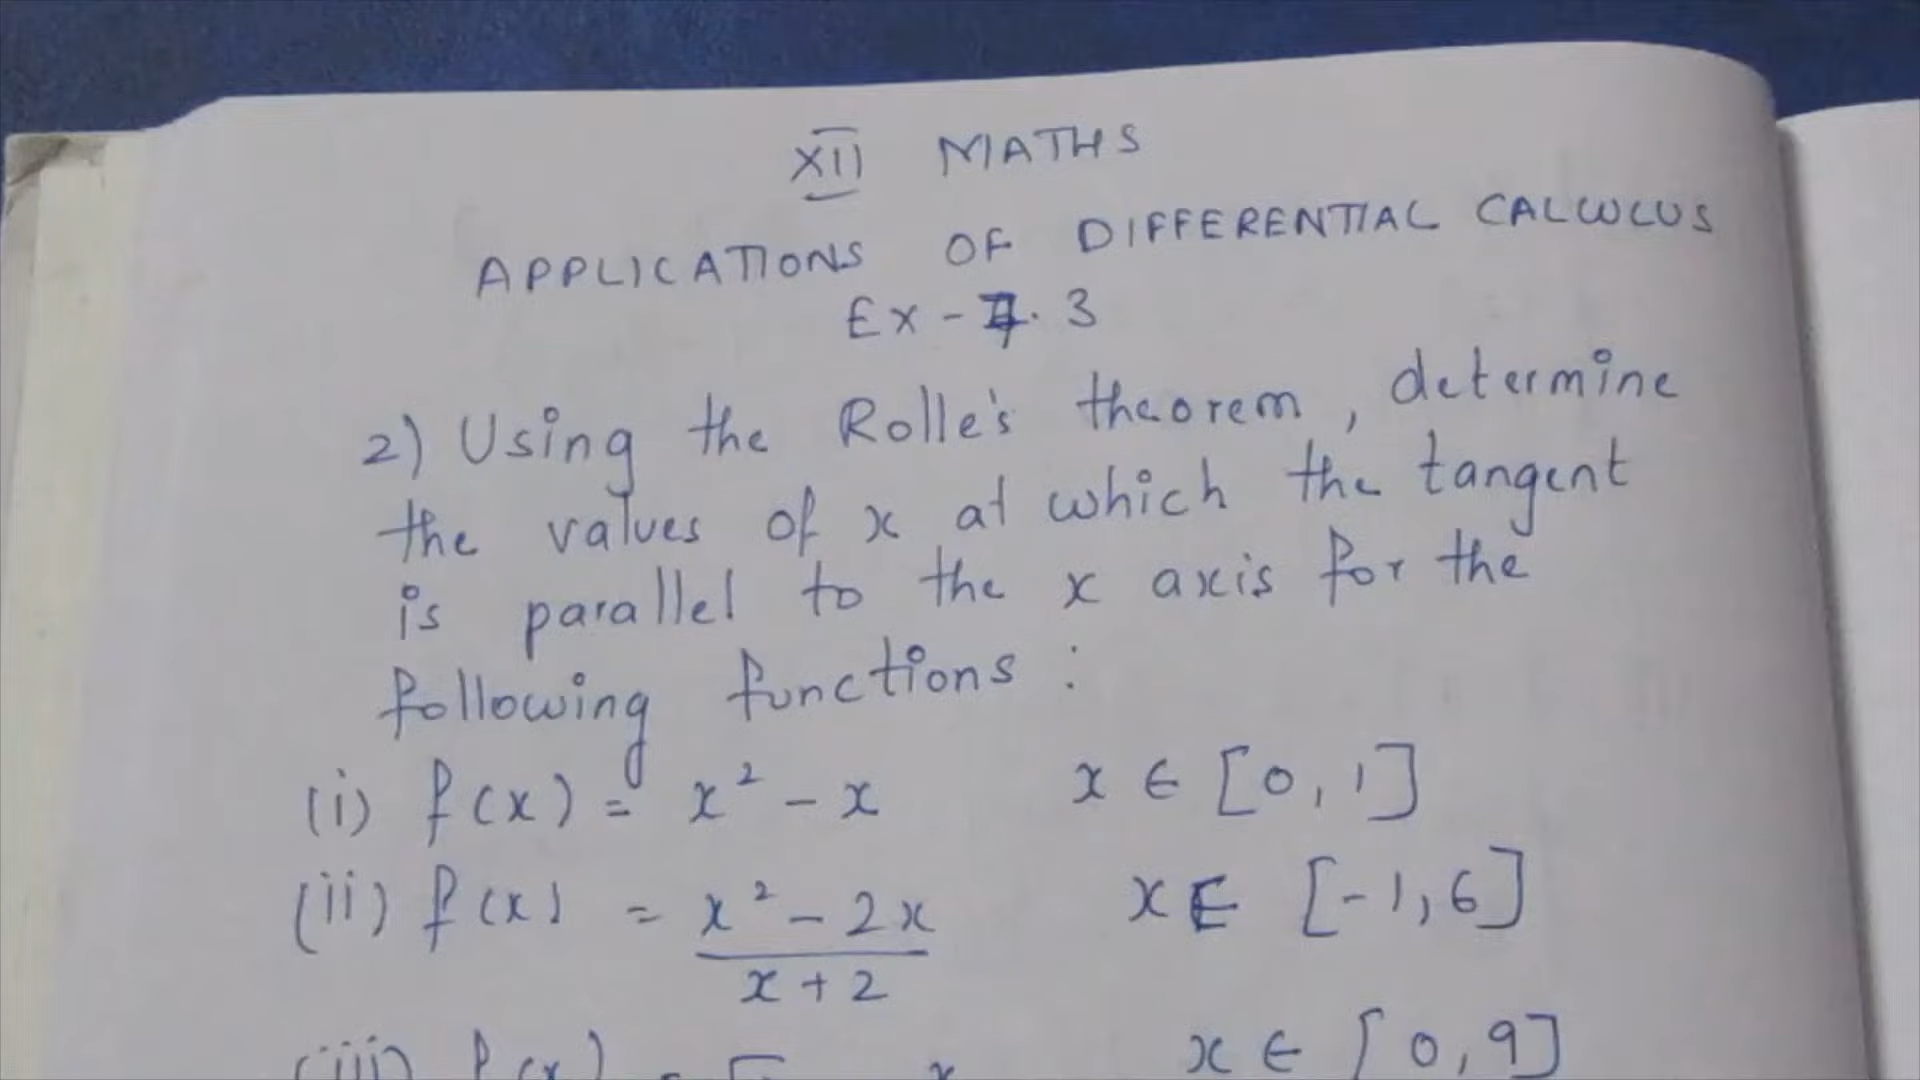 XII MATHS
APPLICATIONS OF DIFFERENTIAL CALCULUS
Ex - 7.3
2) Using the Rolle's theorem, determine
the values of x at which the tangent
is parallel to the x axis for the
following functions :
(i) f(x) = x² - x x ∈ [0, 1]
(ii) f(x) = x² - 2x / x + 2 x ∈ [-1, 6]
(iii) f(x) = x x ∈ [0, 9]